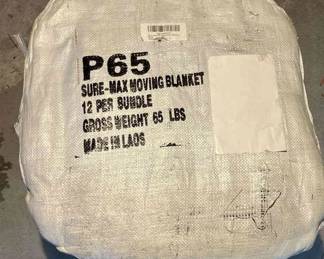 P65
SURE-MAX MOVING BLANKET
12 PER BUNDLE
GROSS WEIGHT 65 LBS
MADE IN LAOS